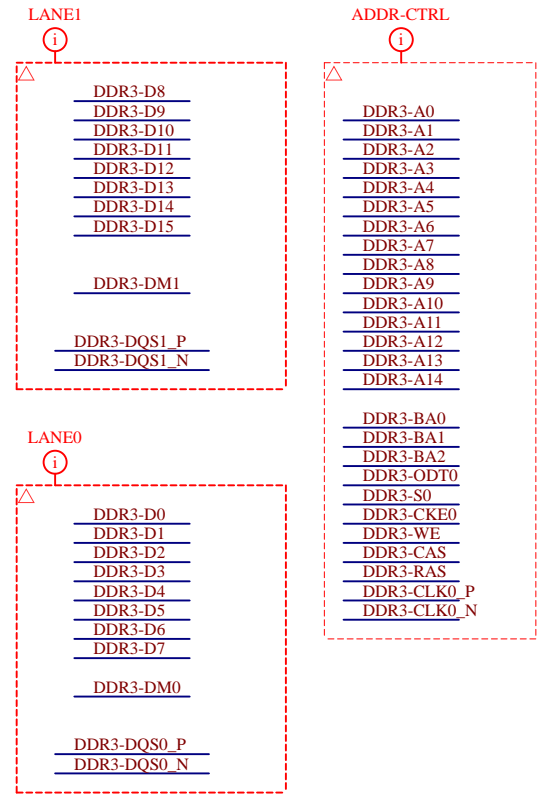 LANE1
i
DDR3-D8
DDR3-D9
DDR3-D10
DDR3-D11
DDR3-D12
DDR3-D13
DDR3-D14
DDR3-D15
DDR3-DM1
DDR3-DQS1_P
DDR3-DQS1_N
LANE0
i
DDR3-D0
DDR3-D1
DDR3-D2
DDR3-D3
DDR3-D4
DDR3-D5
DDR3-D6
DDR3-D7
DDR3-DM0
DDR3-DQS0_P
DDR3-DQS0_N
ADDR-CTRL
i
DDR3-A0
DDR3-A1
DDR3-A2
DDR3-A3
DDR3-A4
DDR3-A5
DDR3-A6
DDR3-A7
DDR3-A8
DDR3-A9
DDR3-A10
DDR3-A11
DDR3-A12
DDR3-A13
DDR3-A14
DDR3-BA0
DDR3-BA1
DDR3-BA2
DDR3-ODT0
DDR3-S0
DDR3-CKE0
DDR3-WE
DDR3-CAS
DDR3-RAS
DDR3-CLK0_P
DDR3-CLK0_N